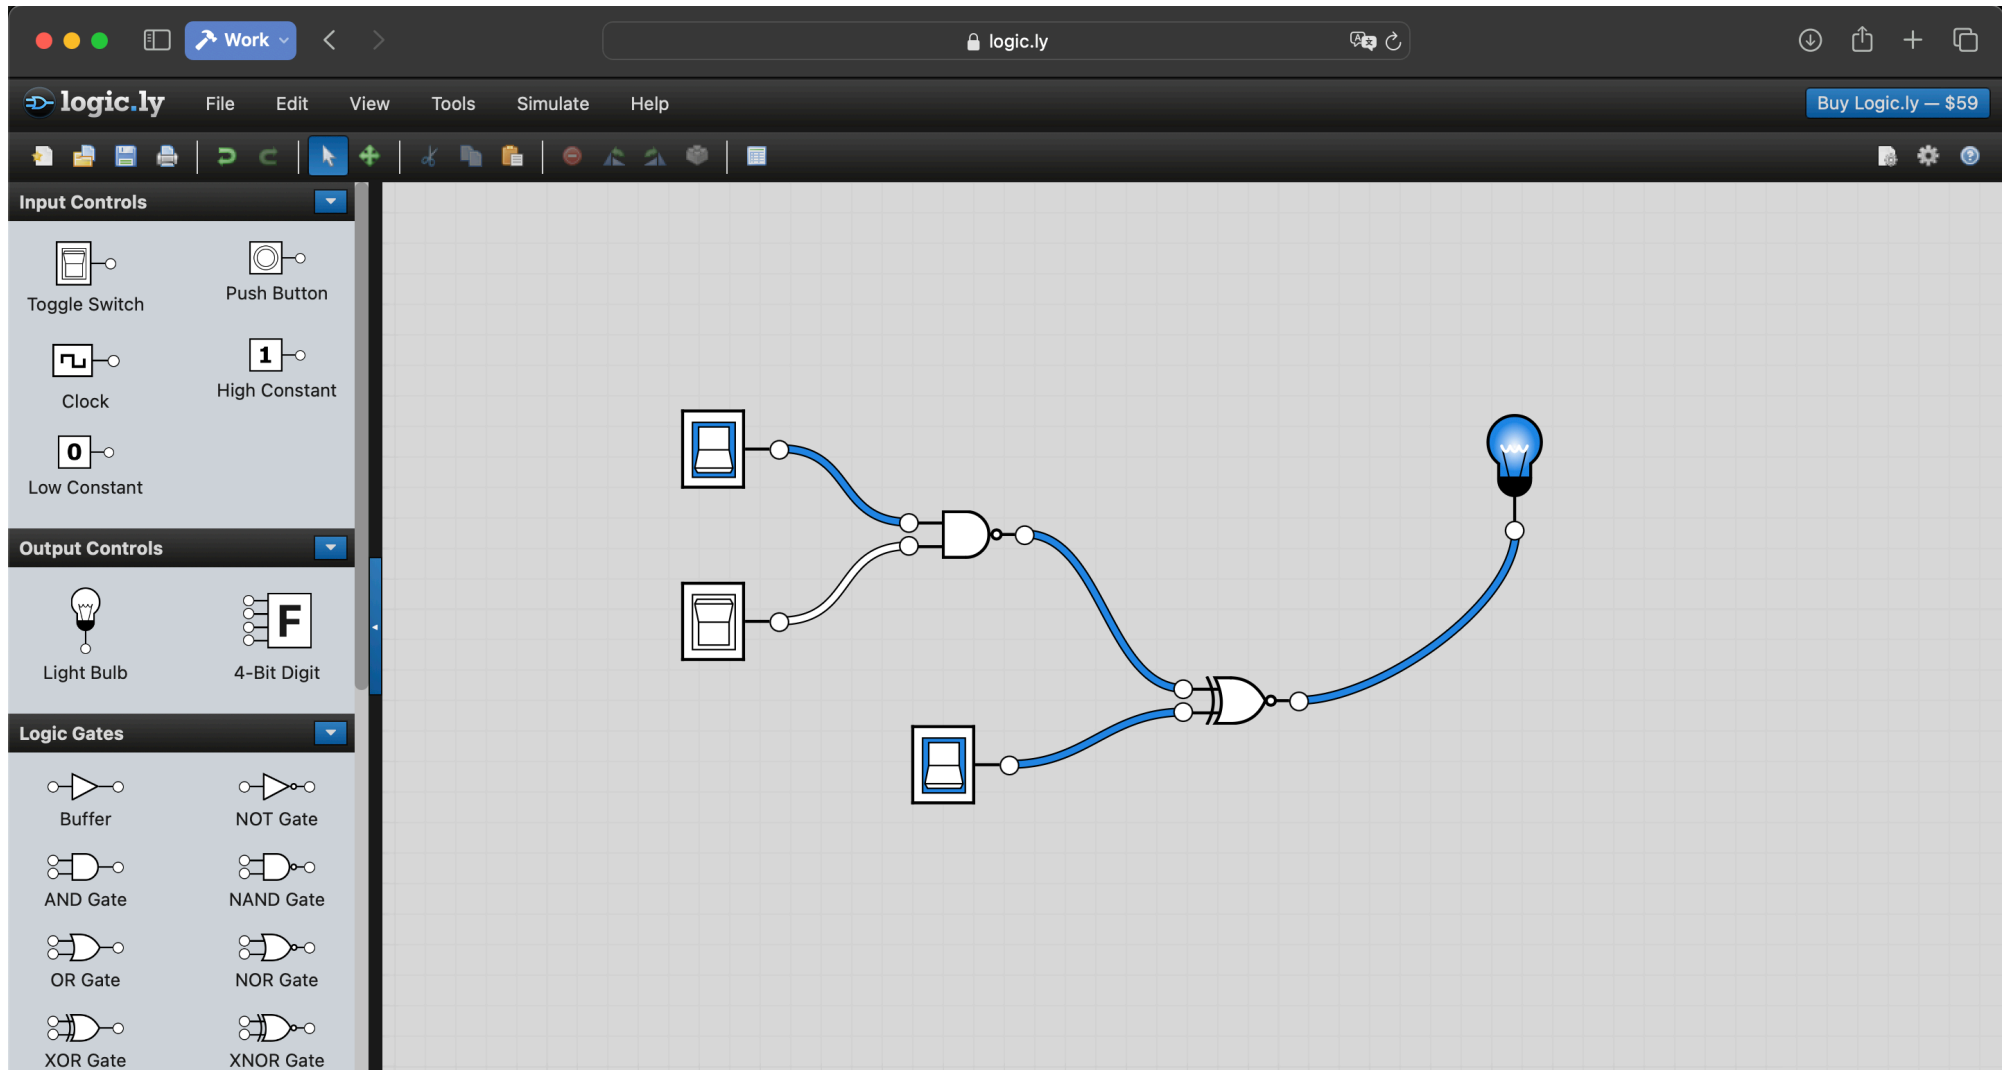 Work
logic.ly
logic.ly File Edit View Tools Simulate Help Buy Logic.ly — $59
Input Controls
Toggle Switch
Push Button
Clock
1
High Constant
0
Low Constant
Output Controls
Light Bulb
F
4-Bit Digit
Logic Gates
Buffer
NOT Gate
AND Gate
NAND Gate
OR Gate
NOR Gate
XOR Gate
XNOR Gate